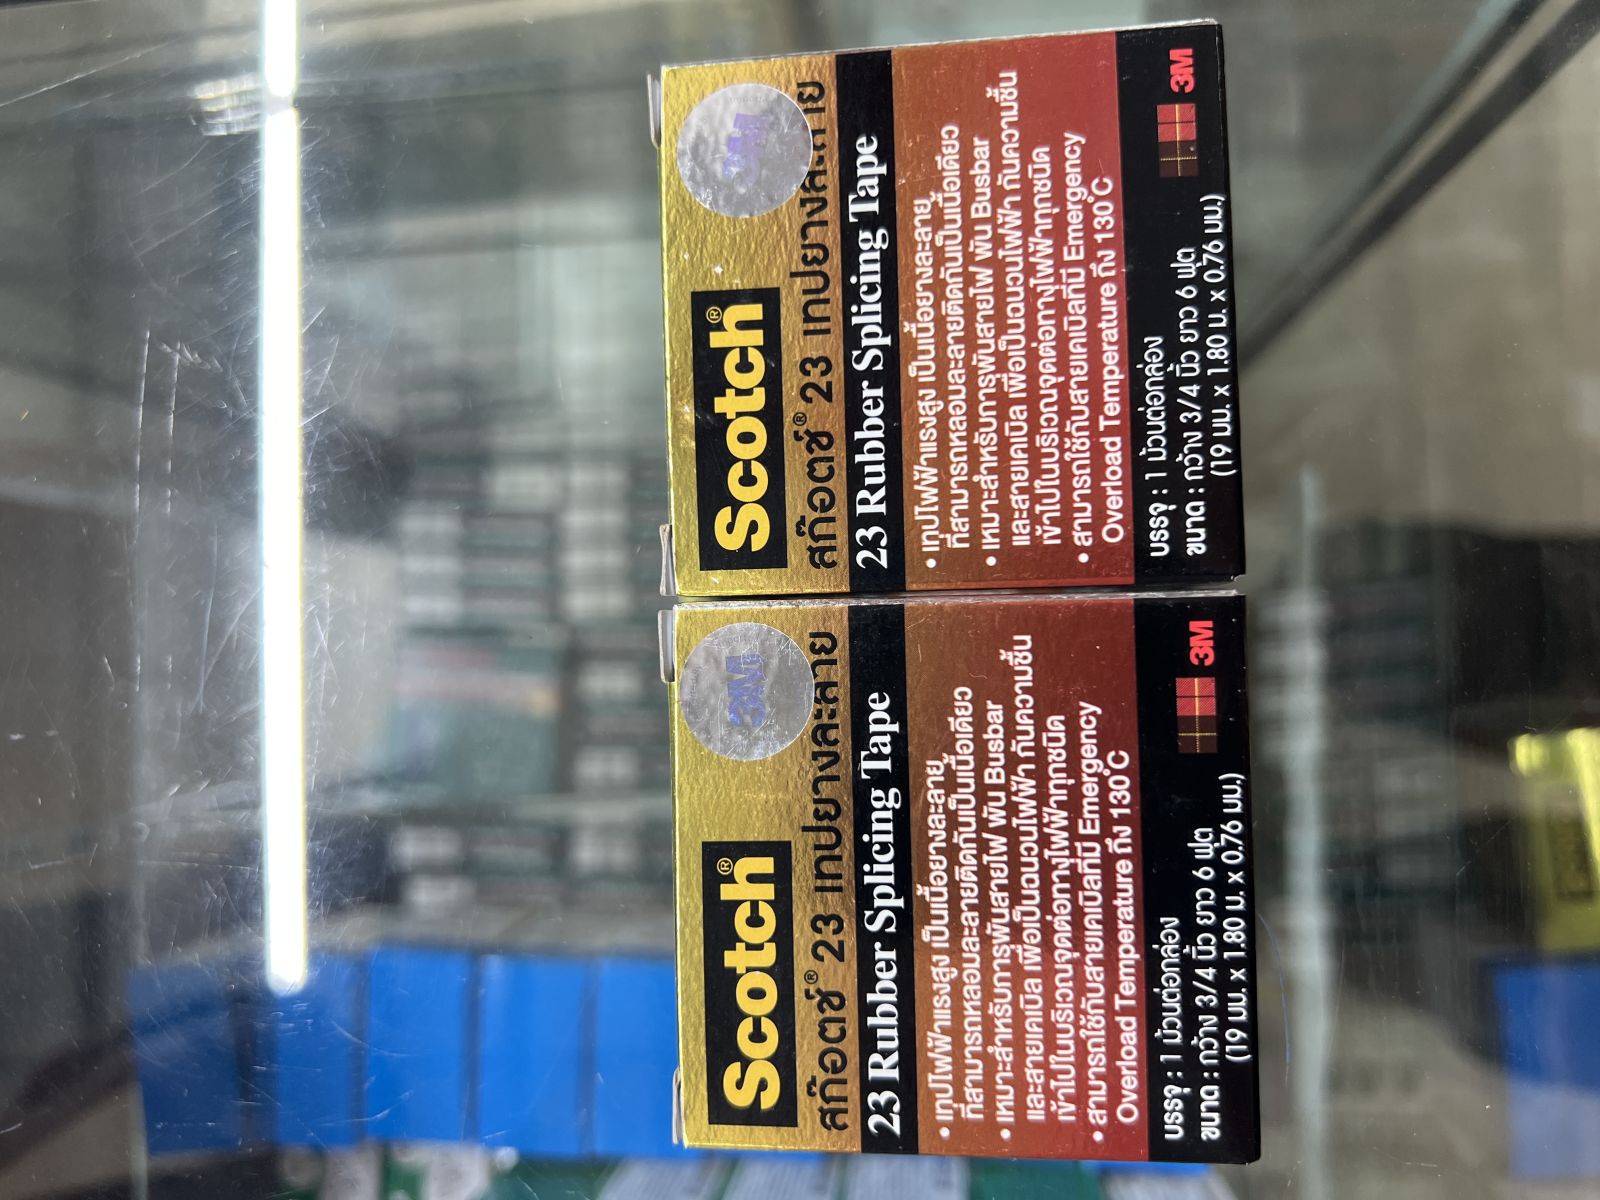 Scotch®
สก๊อตช์® 23 เทปยางละลาย
23 Rubber Splicing Tape
• เทปไฟฟ้าแรงสูง เป็นเนื้อยางละลาย
ที่สามารถหลอมละลายติดกันเป็นเนื้อเดียว
• เหมาะสำหรับการพันสายไฟ พัน Busbar
และสายเคเบิล เพื่อเป็นฉนวนไฟฟ้า กันความชื้น
เข้าไปในบริเวณจุดต่อทางไฟฟ้าทุกชนิด
• สามารถใช้กับสายเคเบิลที่มี Emergency
Overload Temperature ถึง 130°C
บรรจุ : 1 ม้วนต่อกล่อง
ขนาด : กว้าง 3/4 นิ้ว ยาว 6 ฟุต
(19 มม. x 1.80 ม. x 0.76 มม.)
3M
3M
Scotch®
สก๊อตช์® 23 เทปยางละลาย
23 Rubber Splicing Tape
• เทปไฟฟ้าแรงสูง เป็นเนื้อยางละลาย
ที่สามารถหลอมละลายติดกันเป็นเนื้อเดียว
• เหมาะสำหรับการพันสายไฟ พัน Busbar
และสายเคเบิล เพื่อเป็นฉนวนไฟฟ้า กันความชื้น
เข้าไปในบริเวณจุดต่อทางไฟฟ้าทุกชนิด
• สามารถใช้กับสายเคเบิลที่มี Emergency
Overload Temperature ถึง 130°C
บรรจุ : 1 ม้วนต่อกล่อง
ขนาด : กว้าง 3/4 นิ้ว ยาว 6 ฟุต
(19 มม. x 1.80 ม. x 0.76 มม.)
3M
3M